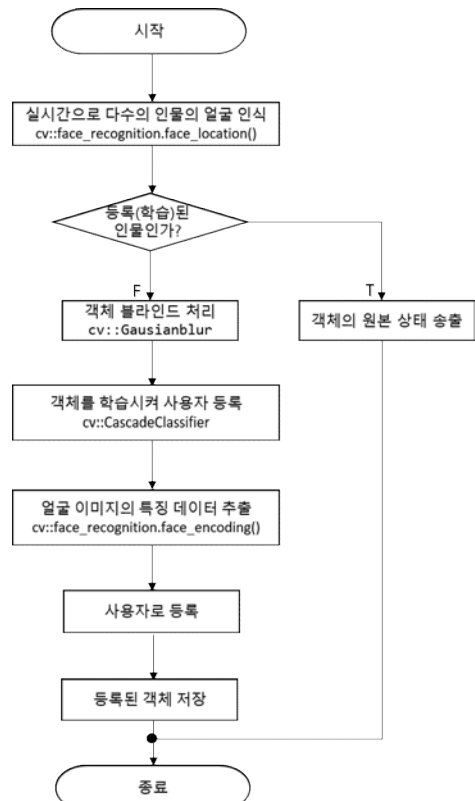 시작
실시간으로 다수의 인물의 얼굴 인식
cv::face_recognition.face_location()
등록(학습)된
인물인가?
F
T
객체 블라인드 처리
cv::Gausianblur
객체의 원본 상태 송출
객체를 학습시켜 사용자 등록
cv::CascadeClassifier
얼굴 이미지의 특징 데이터 추출
cv::face_recognition.face_encoding()
사용자로 등록
등록된 객체 저장
종료